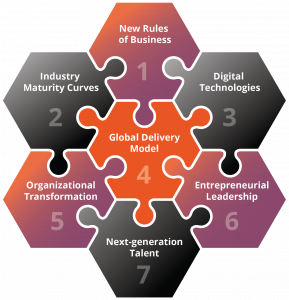 New Rules
of Business
1
Industry
Maturity Curves
2
Digital
Technologies
3
Global Delivery
Model
4
Organizational
Transformation
5
Entrepreneurial
Leadership
6
Next-generation
Talent
7